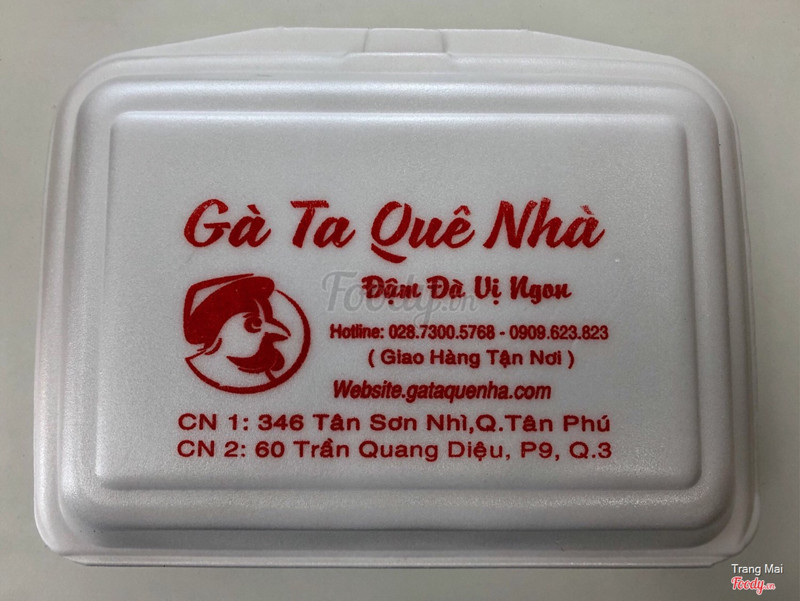 Gà Ta Quê Nhà
Đậm Đà Vị Ngon
Foody.vn
Hotline: 028.7300.5768 - 0909.623.823
( Giao Hàng Tận Nơi )
Website.gataquenha.com
CN 1: 346 Tân Sơn Nhì,Q.Tân Phú
CN 2: 60 Trần Quang Diệu, P9, Q.3
Trang Mai
Foody.vn